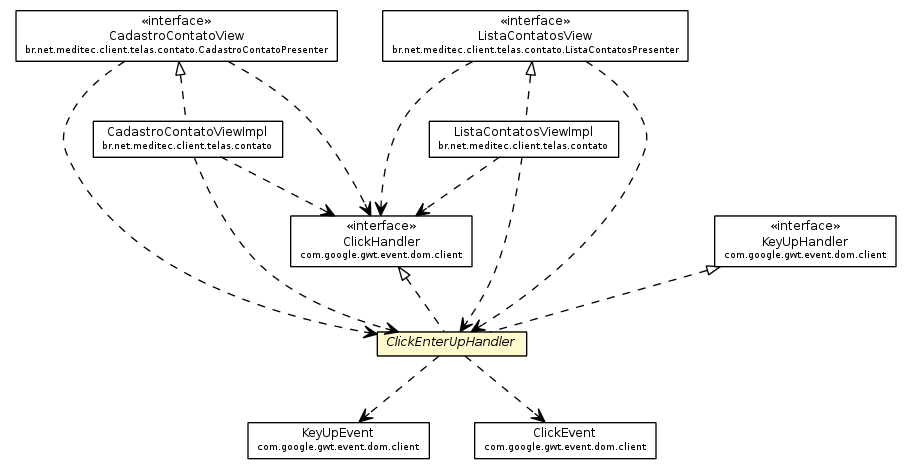 «interface»
CadastroContatoView
br.net.meditec.client.telas.contato.CadastroContatoPresenter
«interface»
ListaContatosView
br.net.meditec.client.telas.contato.ListaContatosPresenter
CadastroContatoViewImpl
br.net.meditec.client.telas.contato
ListaContatosViewImpl
br.net.meditec.client.telas.contato
«interface»
ClickHandler
com.google.gwt.event.dom.client
«interface»
KeyUpHandler
com.google.gwt.event.dom.client
ClickEnterUpHandler
KeyUpEvent
com.google.gwt.event.dom.client
ClickEvent
com.google.gwt.event.dom.client